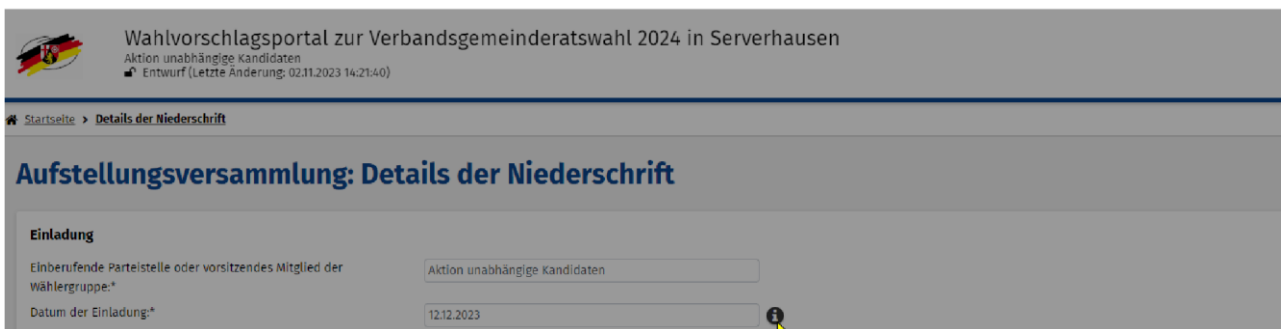 Wahlvorschlagsportal zur Verbandsgemeinderatswahl 2024 in Serverhausen
Aktion unabhängige Kandidaten
Entwurf (Letzte Änderung: 02.11.2023 14:21:40)
Startseite > Details der Niederschrift
Aufstellungsversammlung: Details der Niederschrift
Einladung
Einberufende Parteistelle oder vorsitzendes Mitglied der Wählergruppe:*
Aktion unabhängige Kandidaten
Datum der Einladung:*
12.12.2023